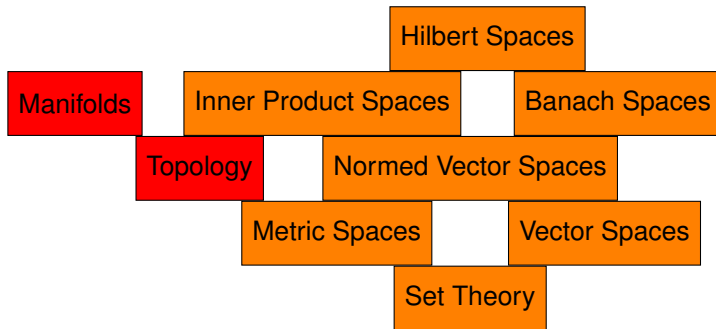 Hilbert Spaces
Manifolds
Inner Product Spaces
Banach Spaces
Topology
Normed Vector Spaces
Metric Spaces
Vector Spaces
Set Theory